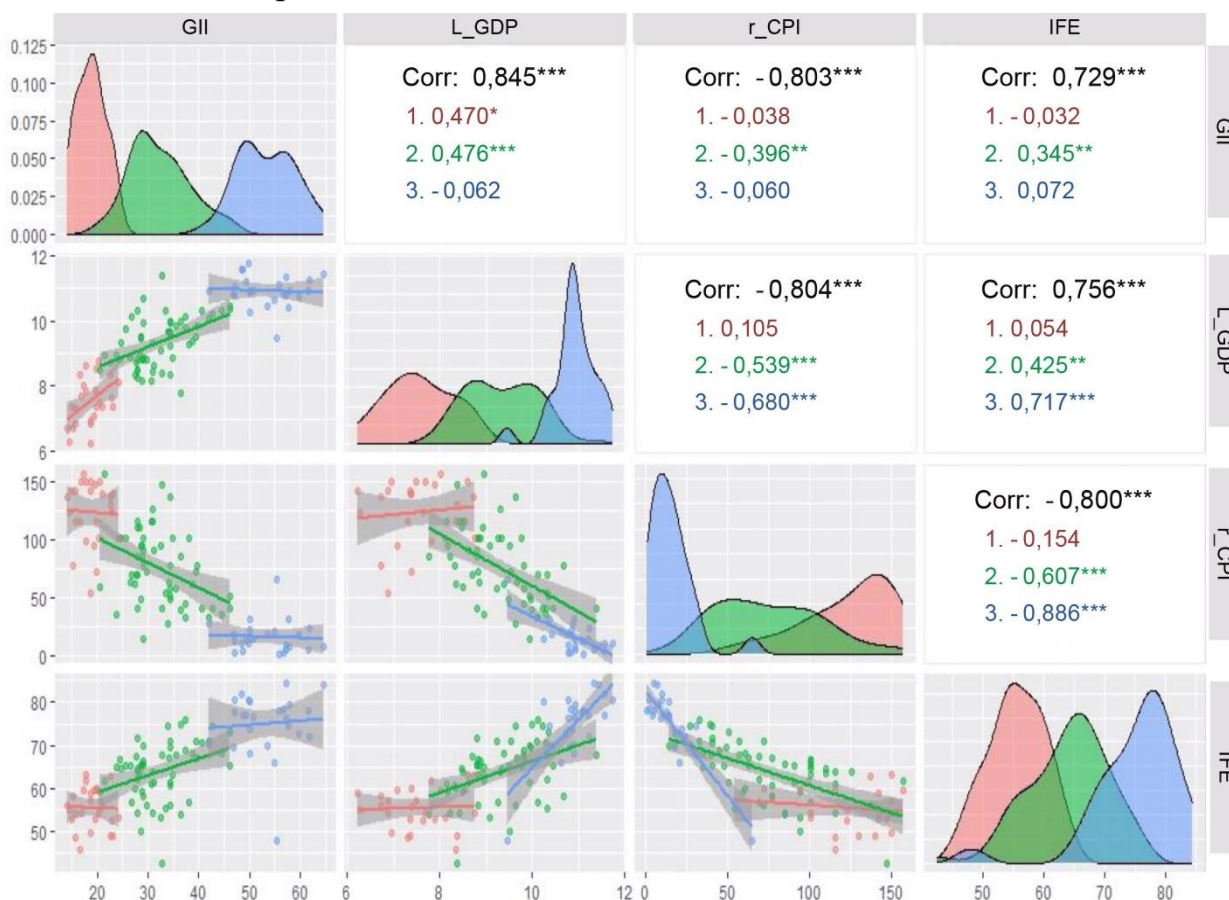 GII
L_GDP
r_CPI
IFE
0.125
0.100
0.075
0.050
0.025
0.000
Corr: 0,845***
1. 0,470*
2. 0,476***
3. - 0,062
Corr: - 0,803***
1. - 0,038
2. - 0,396**
3. - 0,060
Corr: 0,729***
1. - 0,032
2. 0,345**
3. 0,072
GII
12
10
8
6
Corr: - 0,804***
1. 0,105
2. - 0,539***
3. - 0,680***
Corr: 0,756***
1. 0,054
2. 0,425**
3. 0,717***
L_GDP
150
100
50
0
Corr: - 0,800***
1. - 0,154
2. - 0,607***
3. - 0,886***
r_CPI
80
70
60
50
IFE
20 30 40 50 60
6 8 10 12
0 50 100 150
50 60 70 80